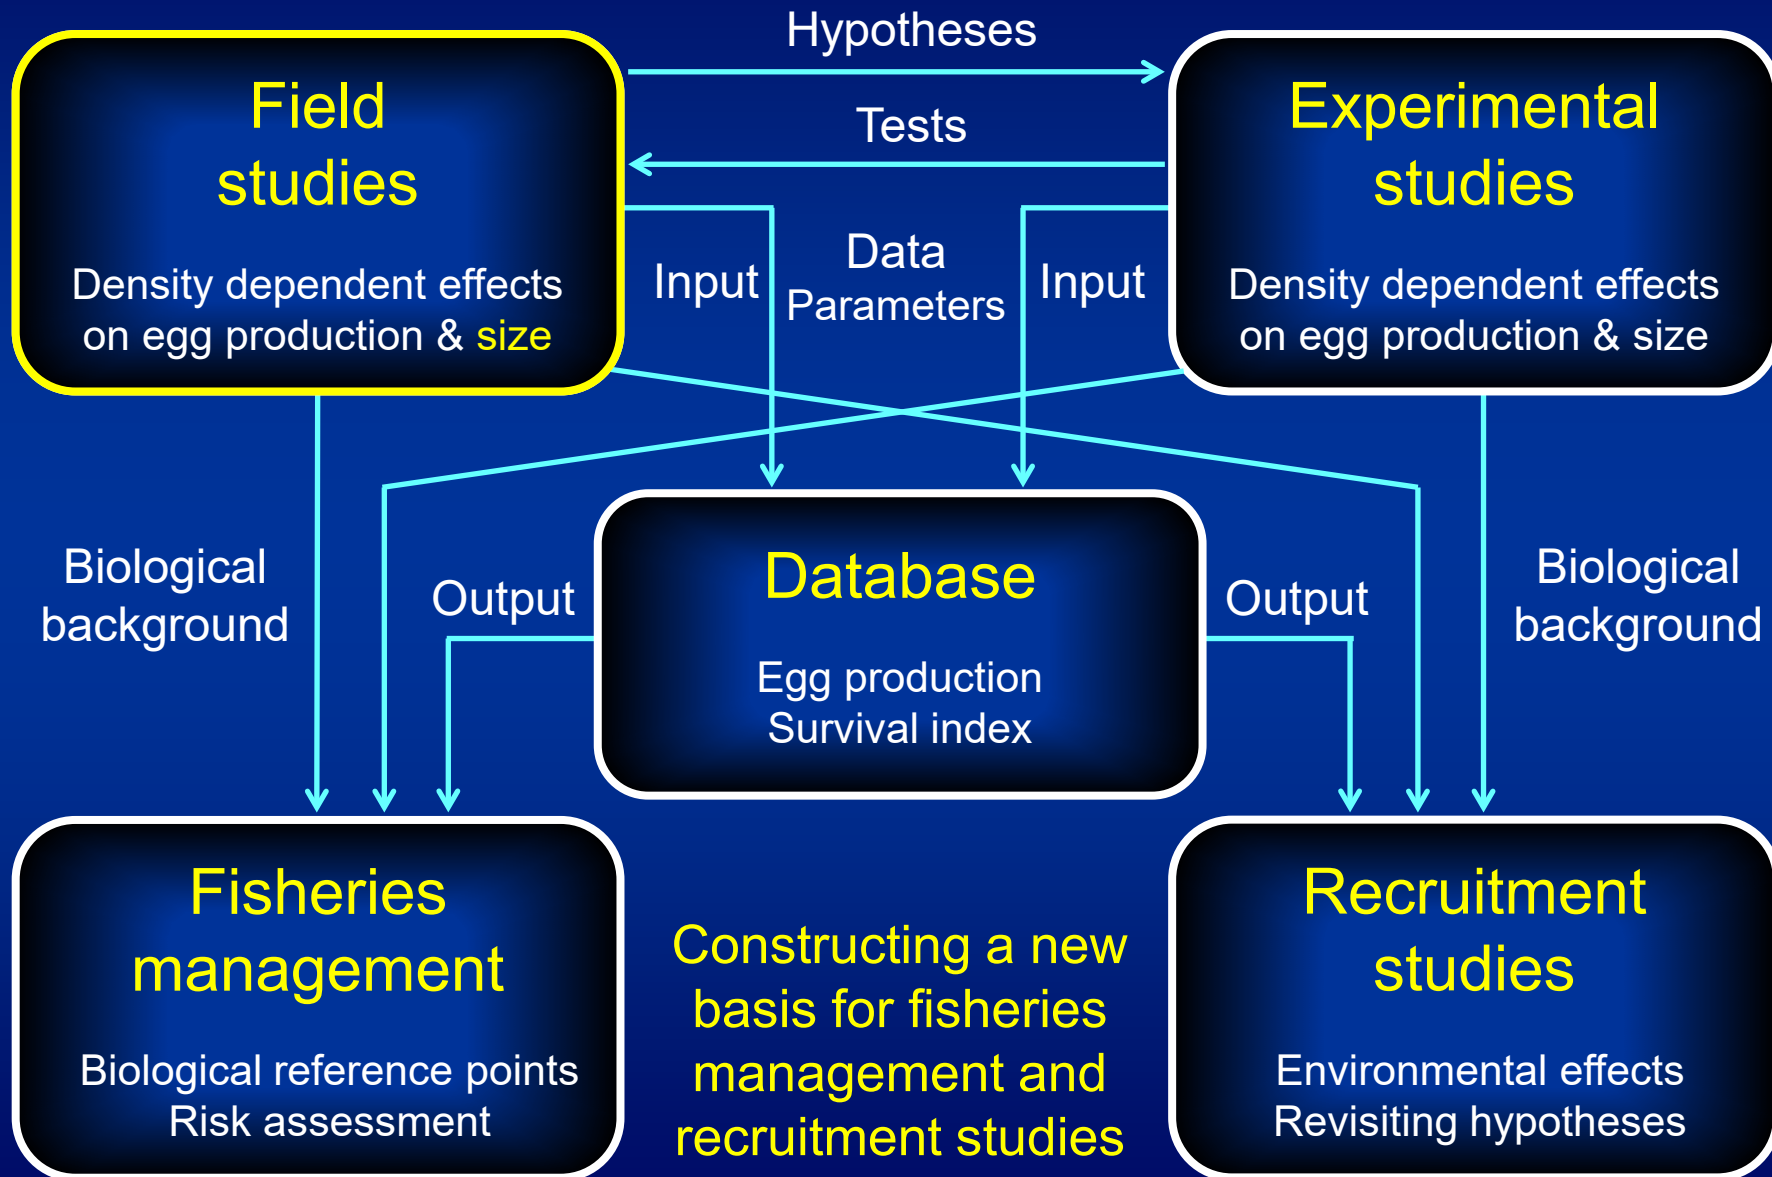 Hypotheses
Field
studies
Density dependent effects
on egg production & size
Tests
Experimental
studies
Density dependent effects
on egg production & size
Input
Data
Parameters
Input
Biological
background
Output
Database
Egg production
Survival index
Output
Biological
background
Fisheries
management
Biological reference points
Risk assessment
Constructing a new
basis for fisheries
management and
recruitment studies
Recruitment
studies
Environmental effects
Revisiting hypotheses